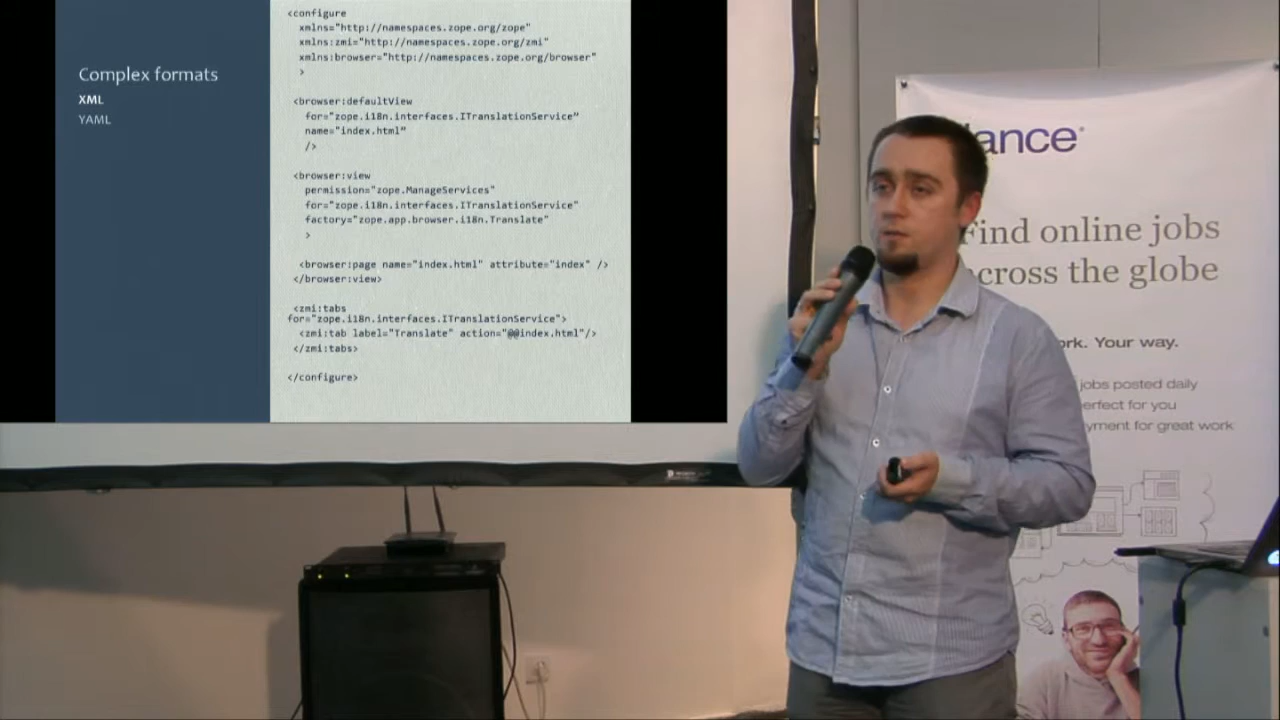 Complex formats
XML
YAML
<configure
xmlns="http://namespaces.zope.org/zope"
xmlns:zmi="http://namespaces.zope.org/zmi"
xmlns:browser="http://namespaces.zope.org/browser"
>
<browser:defaultView
for="zope.i18n.interfaces.ITranslationService"
name="index.html"
/>
<browser:view
permission="zope.ManageServices"
for="zope.i18n.interfaces.ITranslationService"
factory="zope.app.browser.i18n.Translate"
>
<browser:page name="index.html" attribute="index" />
</browser:view>
<zmi:tabs
for="zope.i18n.interfaces.ITranslationService">
<zmi:tab label="Translate" action="@@index.html"/>
</zmi:tabs>
</configure>
lance
Find online jobs
cross the globe
rk. Your way.
jobs posted daily
erfect for you
yment for great work